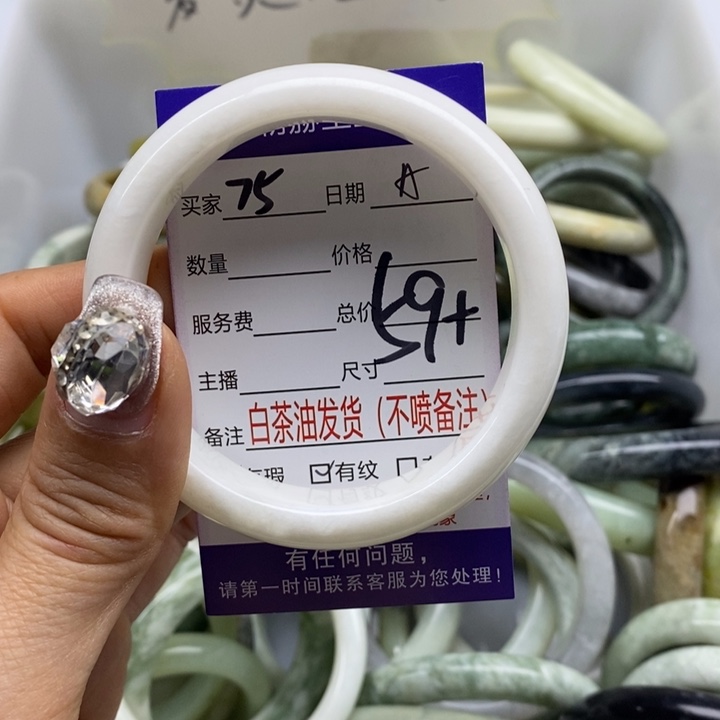 买家 75 日期 A
数量 价格
服务费 总价 59+
主播 尺寸
备注 白茶油发货（不喷备注）
瑕 ☑有纹 □
家
有任何问题，
请第一时间联系客服为您处理！